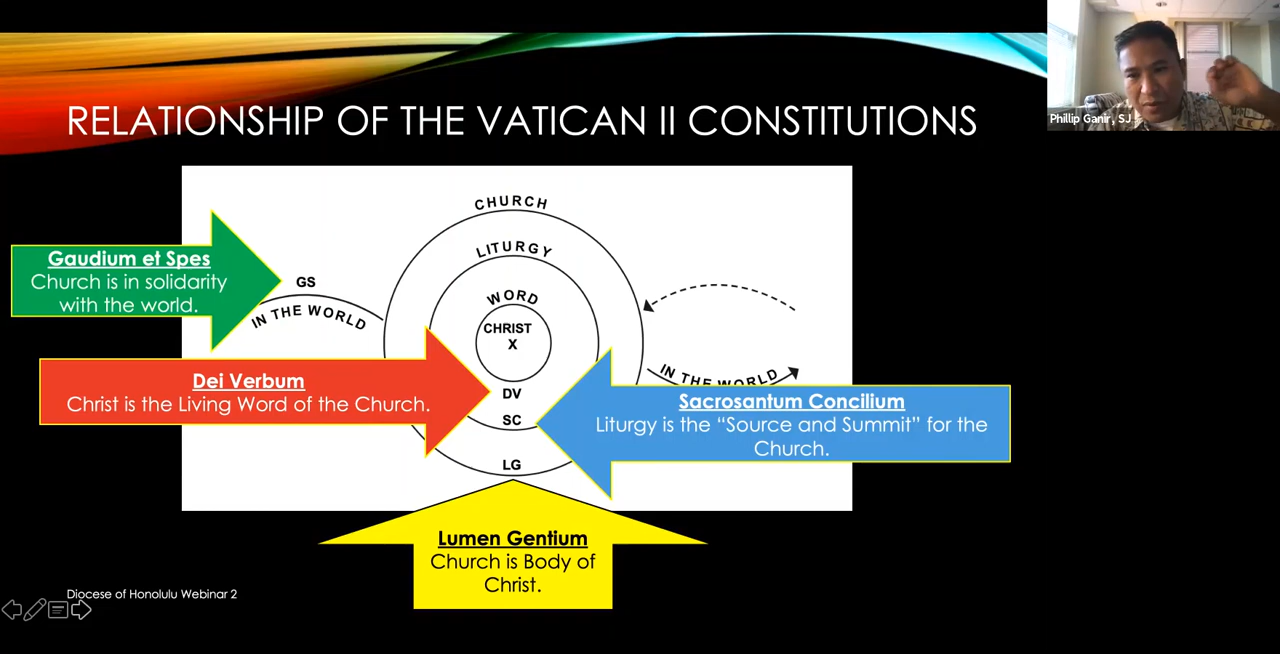 Phillip Ganir, SJ
RELATIONSHIP OF THE VATICAN II CONSTITUTIONS
CHURCH
LITURGY
WORD
CHRIST
X
DV
SC
LG
GS
IN THE WORLD
IN THE WORLD
Gaudium et Spes
Church is in solidarity
with the world.
Dei Verbum
Christ is the Living Word of the Church.
Sacrosantum Concilium
Liturgy is the “Source and Summit” for the
Church.
Lumen Gentium
Church is Body of
Christ.
Diocese of Honolulu Webinar 2